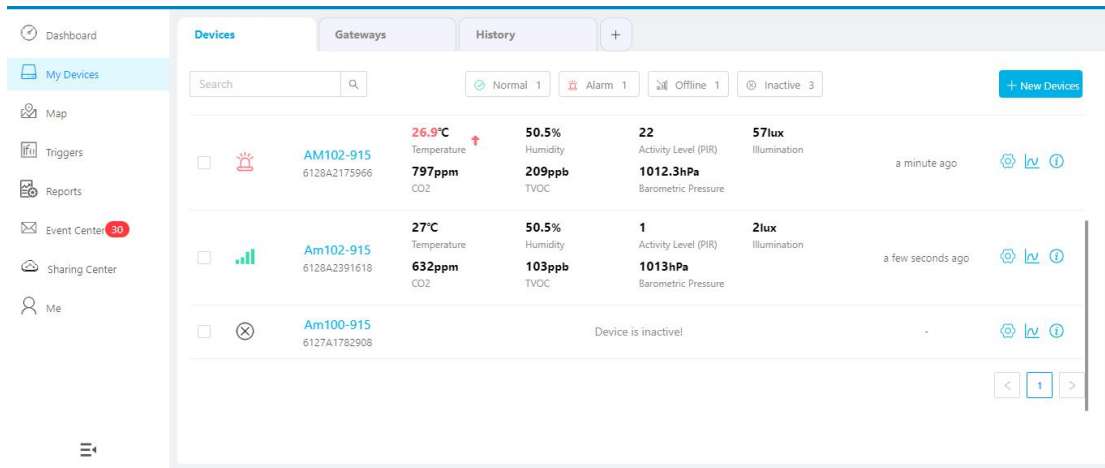 Dashboard
My Devices
Map
Triggers
Reports
Event Center 30
Sharing Center
Me
Devices Gateways History +
Search Normal 1 Alarm 1 Offline 1 Inactive 3 + New Devices
26.9℃ 50.5% 22 57lux
Temperature Humidity Activity Level (PIR) Illumination
AM102-915 a minute ago
6128A2175966 797ppm 209ppb 1012.3hPa
CO2 TVOC Barometric Pressure
27℃ 50.5% 1 2lux
Temperature Humidity Activity Level (PIR) Illumination
Am102-915 a few seconds ago
6128A2391618 632ppm 103ppb 1013hPa
CO2 TVOC Barometric Pressure
Am100-915 Device is inactive! -
6127A1782908
< 1 >